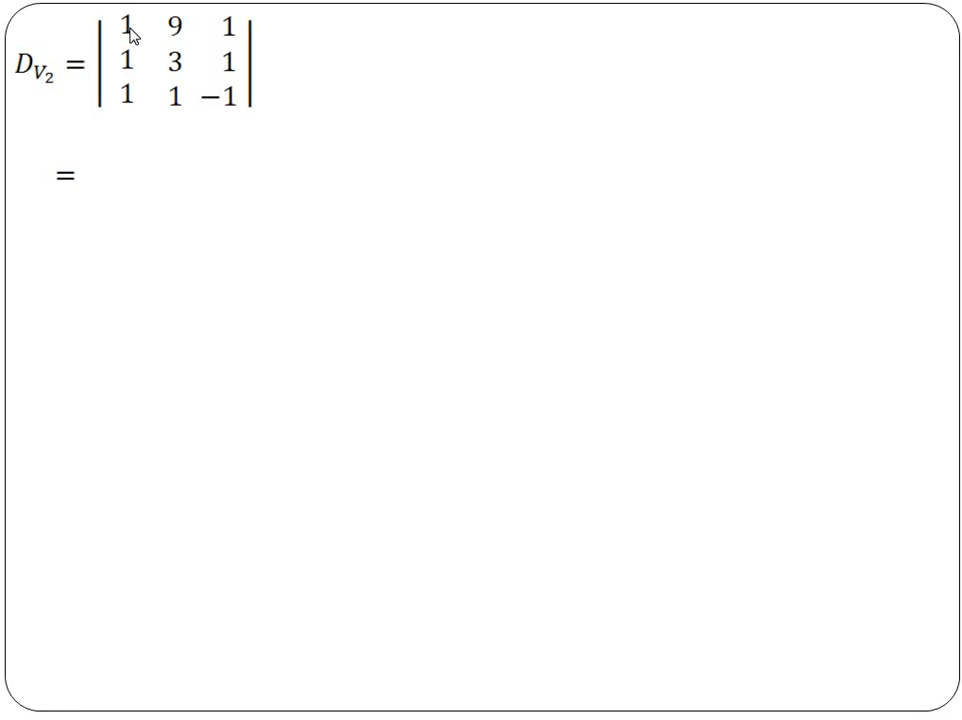 D_{V_2} = | 1 9 1 |
| 1 3 1 |
| 1 1 −1 |
=